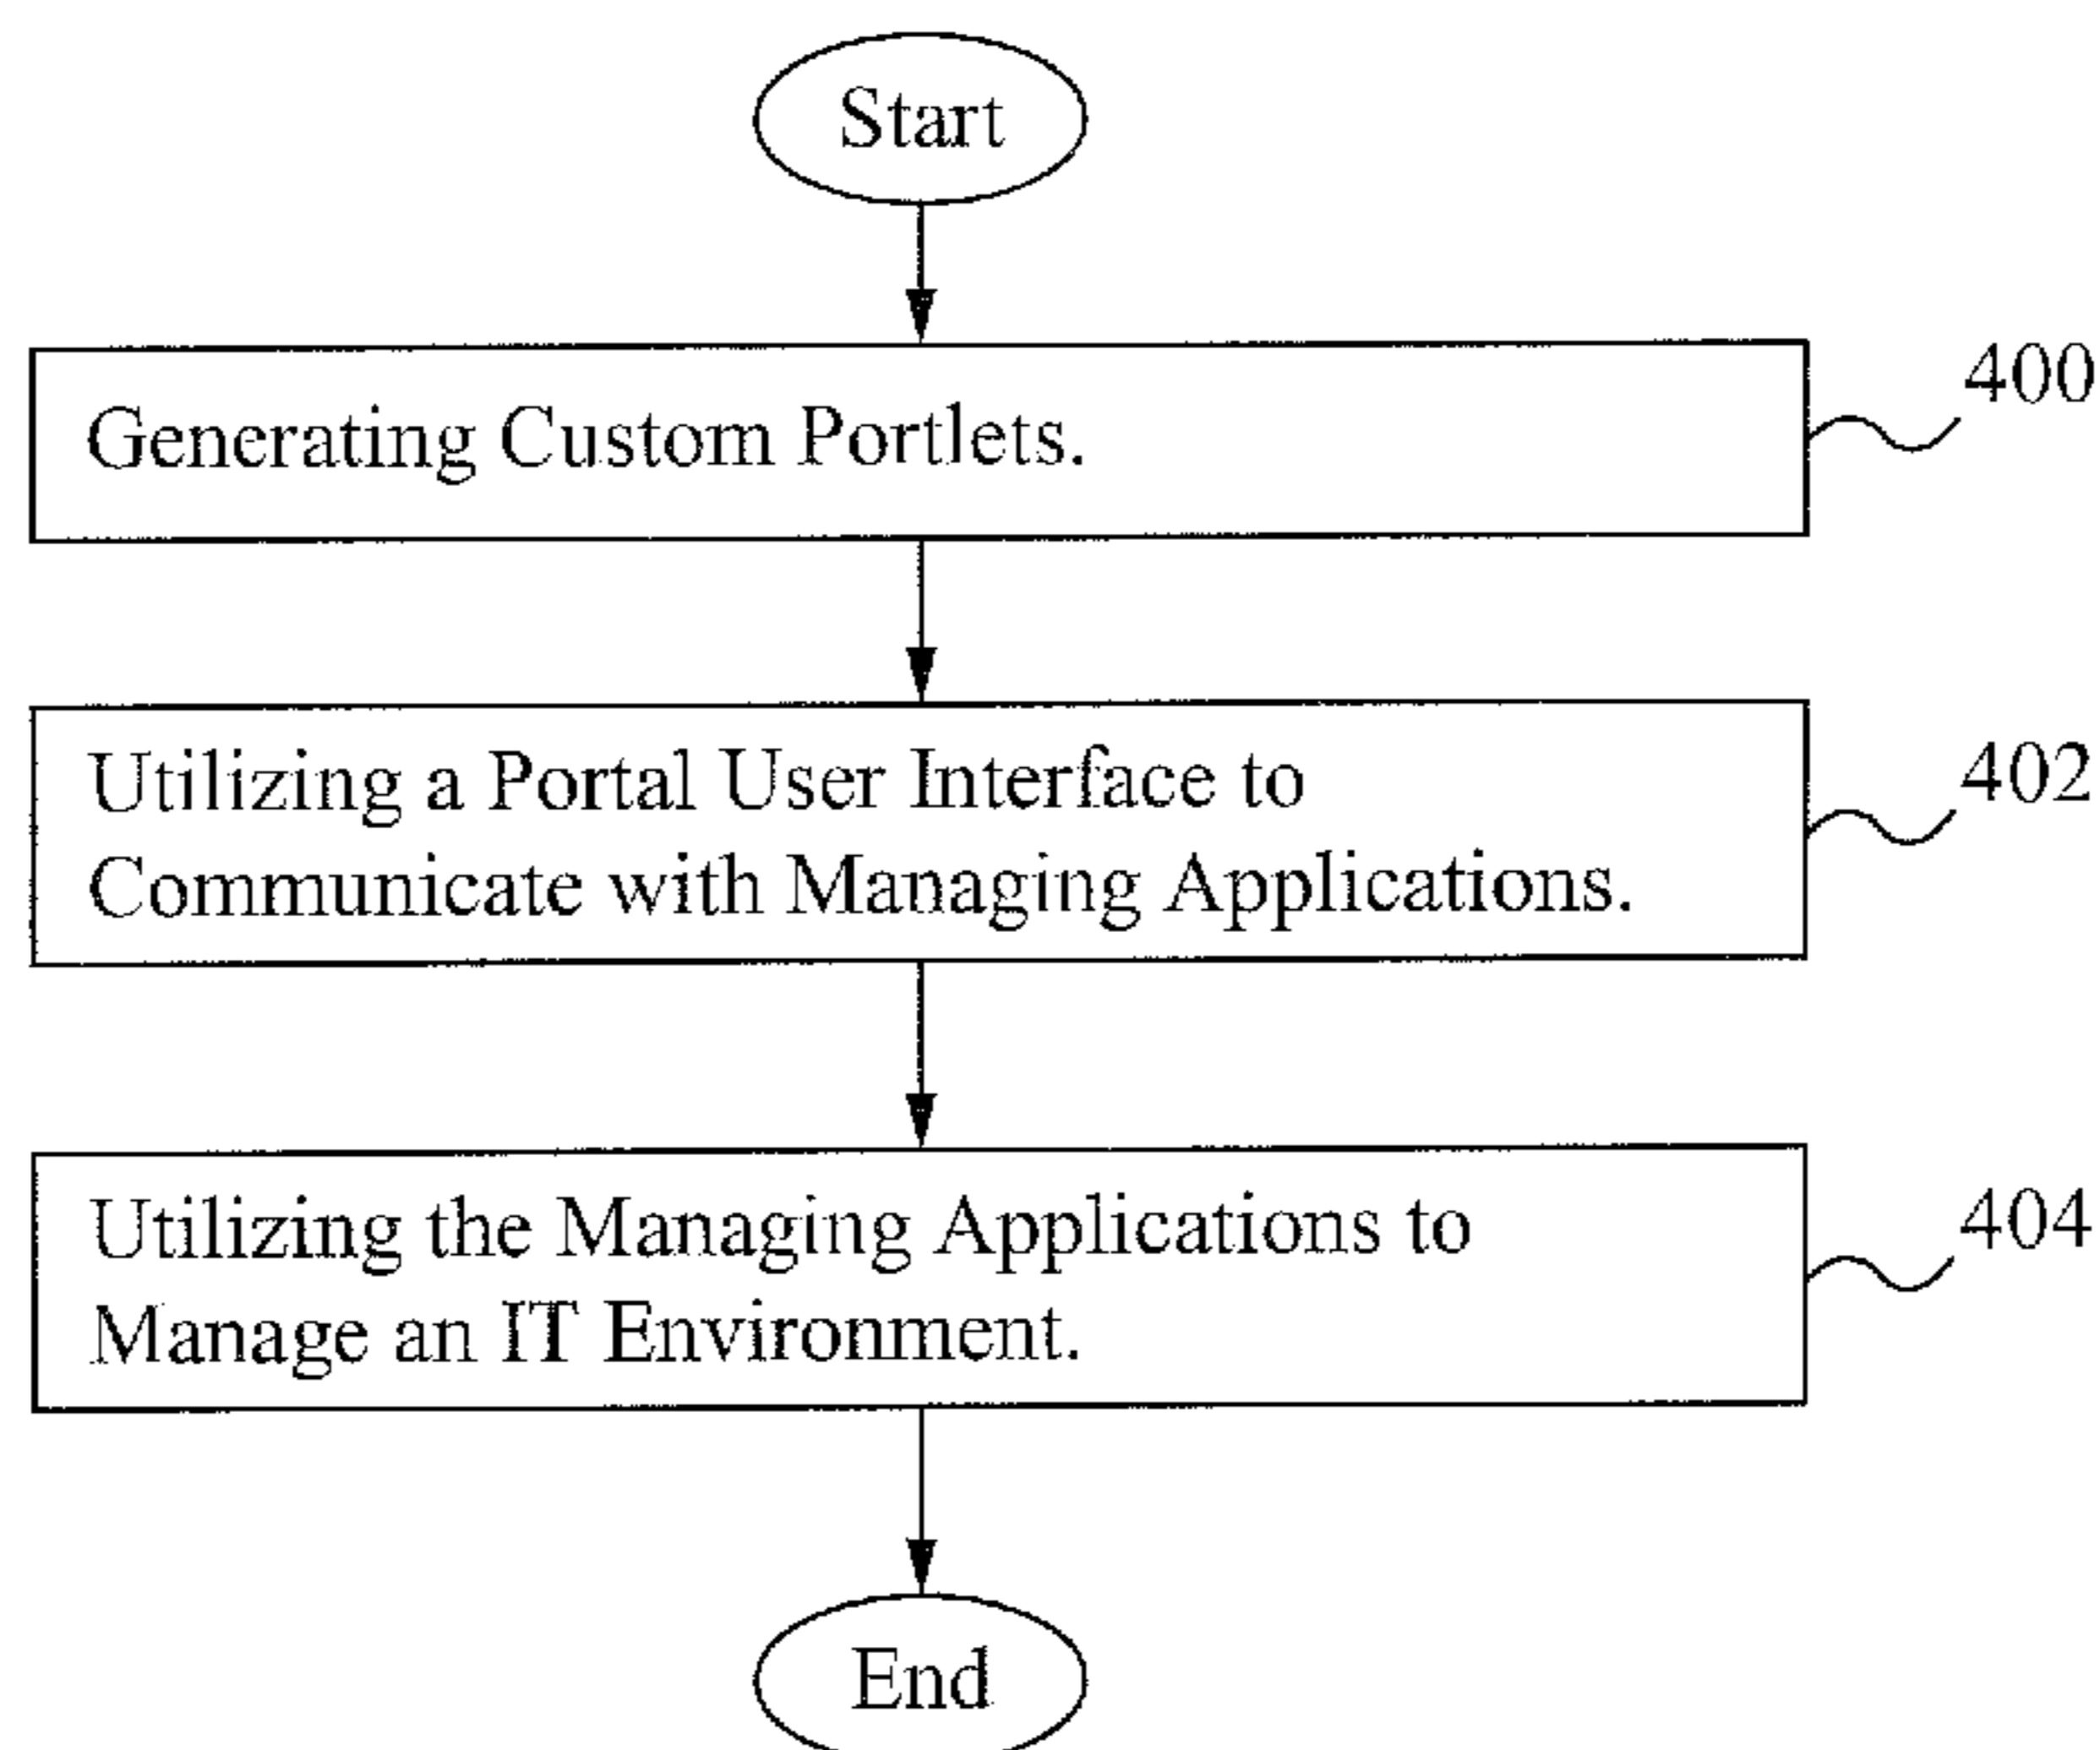 Start
400
Generating Custom Portlets.
402
Utilizing a Portal User Interface to
Communicate with Managing Applications.
404
Utilizing the Managing Applications to
Manage an IT Environment.
End